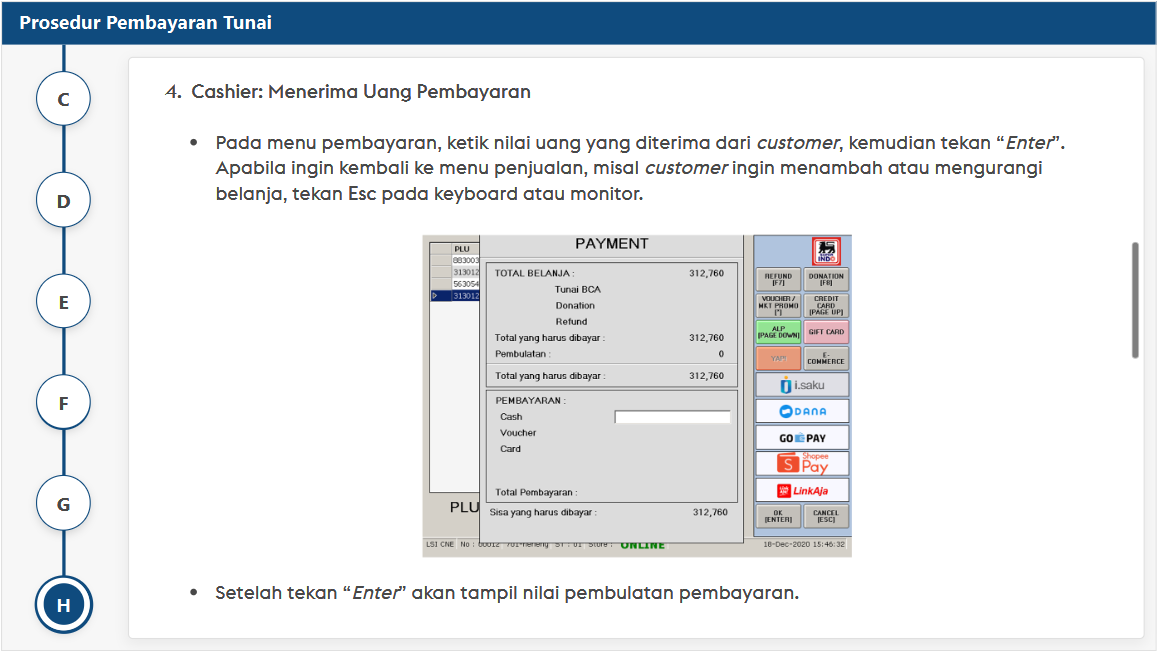 Prosedur Pembayaran Tunai
C
D
E
F
G
H
4. Cashier: Menerima Uang Pembayaran
• Pada menu pembayaran, ketik nilai uang yang diterima dari customer, kemudian tekan “Enter”.
Apabila ingin kembali ke menu penjualan, misal customer ingin menambah atau mengurangi
belanja, tekan Esc pada keyboard atau monitor.
PLU
883003
313012
563054
313012
PLU
PAYMENT
TOTAL BELANJA : 312,760
Tunai BCA
Donation
Refund
Total yang harus dibayar : 312,760
Pembulatan : 0
Total yang harus dibayar : 312,760
PEMBAYARAN :
Cash
Voucher
Card
Total Pembayaran :
Sisa yang harus dibayar : 312,760
SUPER INDO
REFUND [F7]
DONATION [F8]
VOUCHER / MKT PROMO [*]
CREDIT CARD [PAGE UP]
ALP [PAGE DOWN]
GIFT CARD
YAP!
E-COMMERCE
i.saku
DANA
GOPAY
Shopee Pay
LinkAja
OK [ENTER]
CANCEL [ESC]
LSI CNE No : 00012 ST : 01 Store : ONLINE 18-Dec-2020 15:46:32
• Setelah tekan “Enter” akan tampil nilai pembulatan pembayaran.